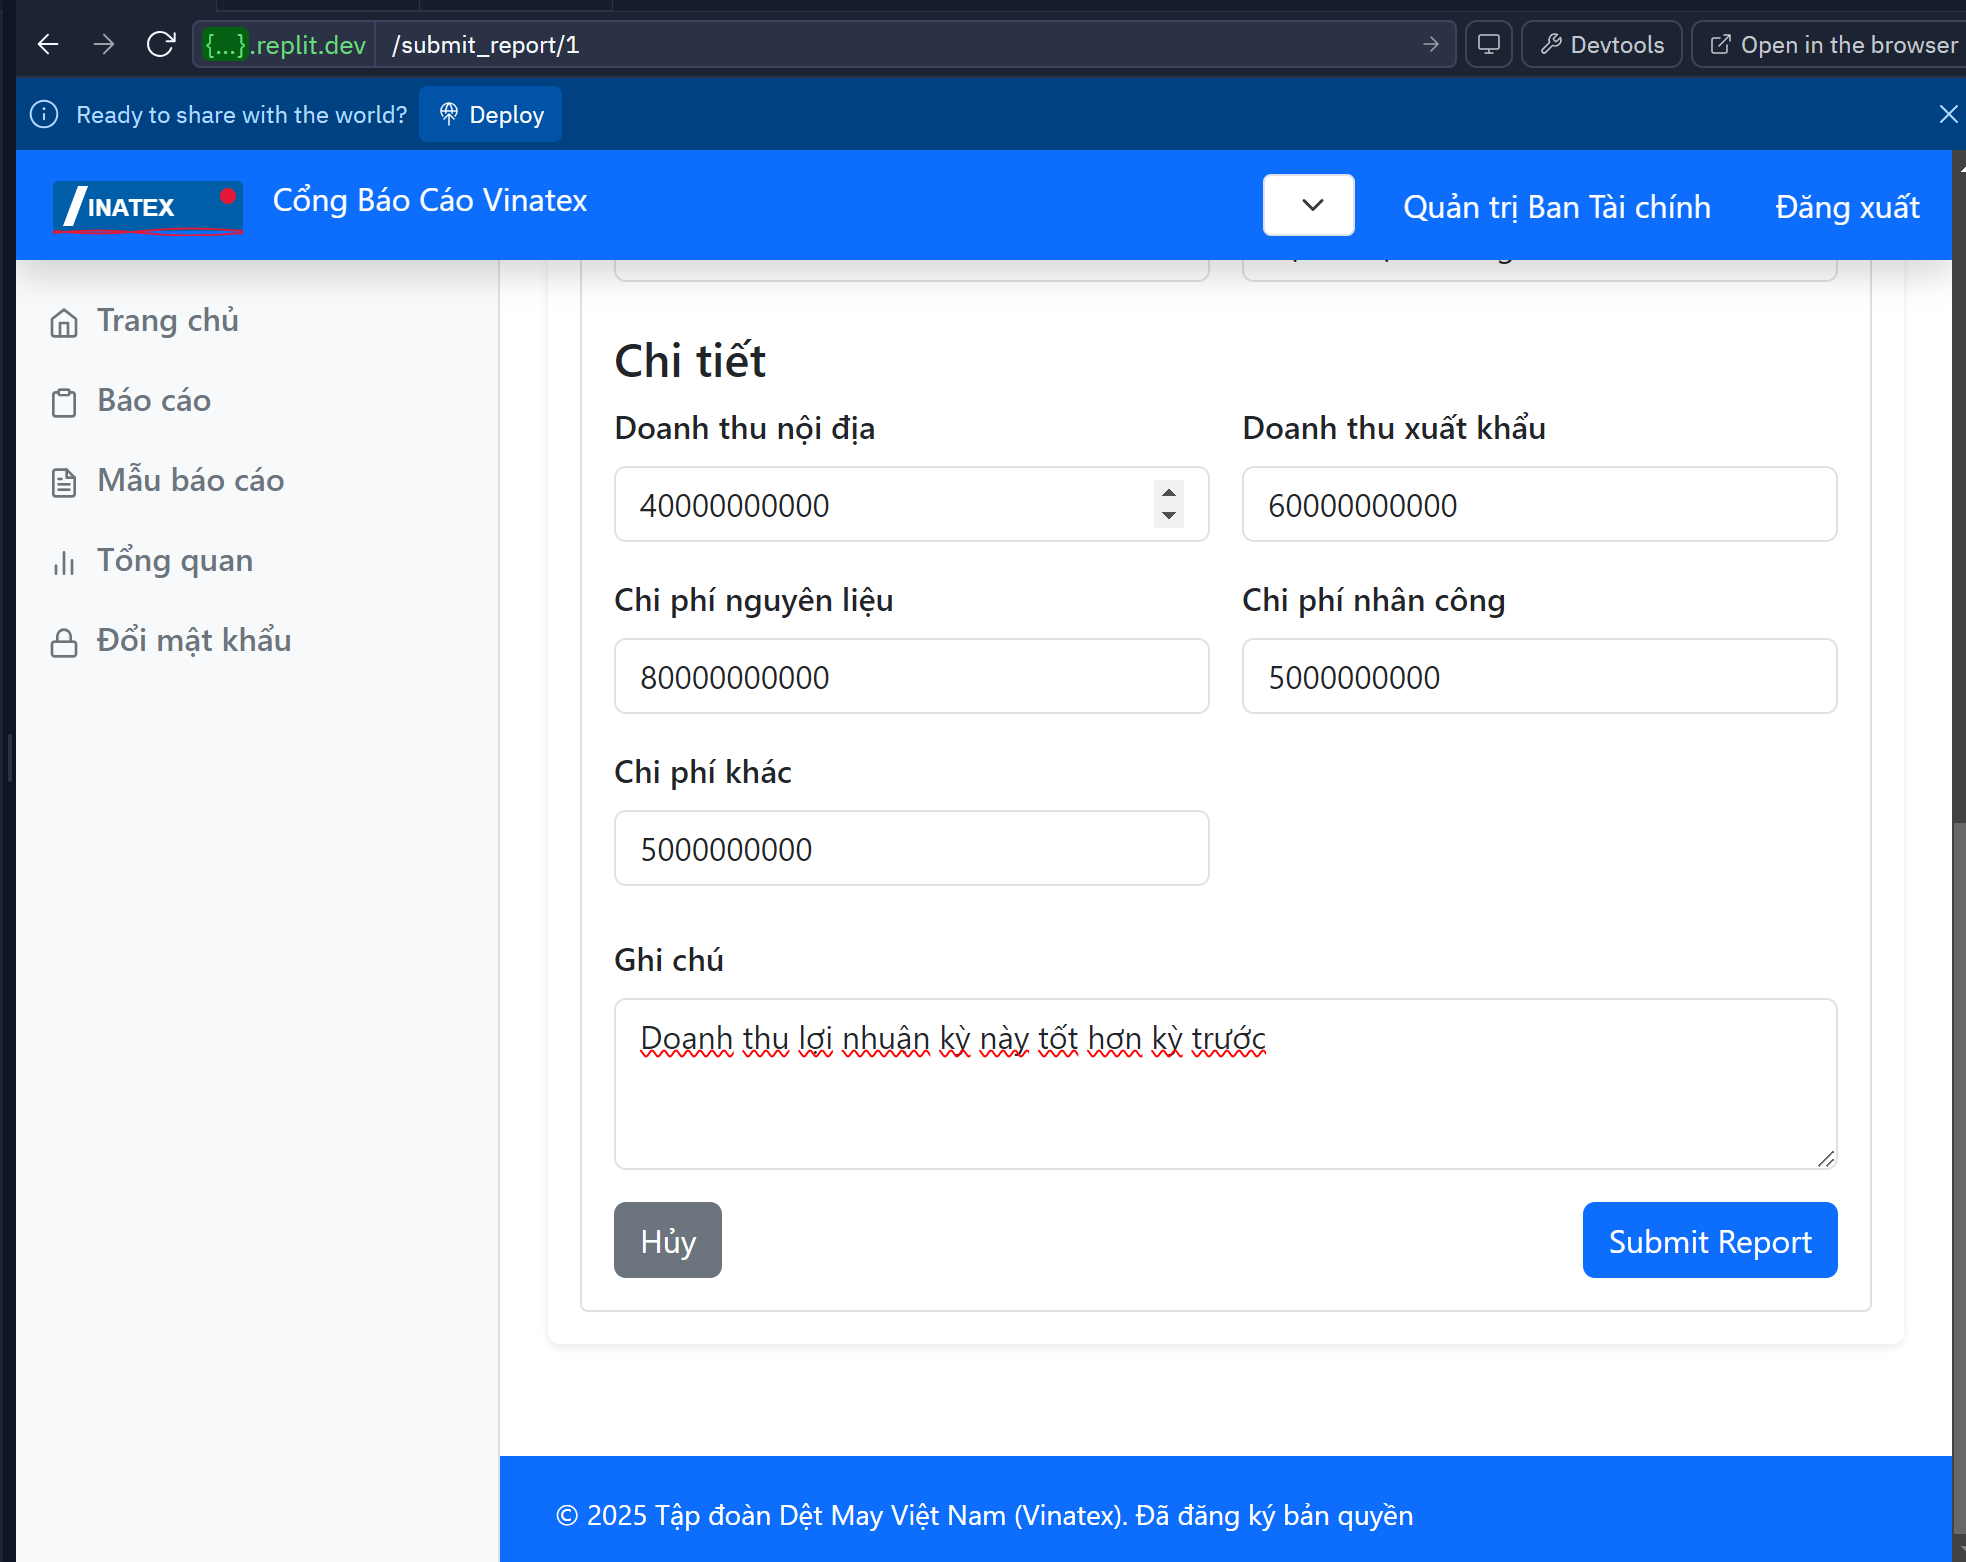 {...}.replit.dev /submit_report/1 Devtools Open in the browser
Ready to share with the world? Deploy
INATEX Cổng Báo Cáo Vinatex Quản trị Ban Tài chính Đăng xuất
Trang chủ
Báo cáo
Mẫu báo cáo
Tổng quan
Đổi mật khẩu
Chi tiết
Doanh thu nội địa Doanh thu xuất khẩu
40000000000 60000000000
Chi phí nguyên liệu Chi phí nhân công
80000000000 5000000000
Chi phí khác
5000000000
Ghi chú
Doanh thu lợi nhuân kỳ này tốt hơn kỳ trước
Hủy Submit Report
© 2025 Tập đoàn Dệt May Việt Nam (Vinatex). Đã đăng ký bản quyền